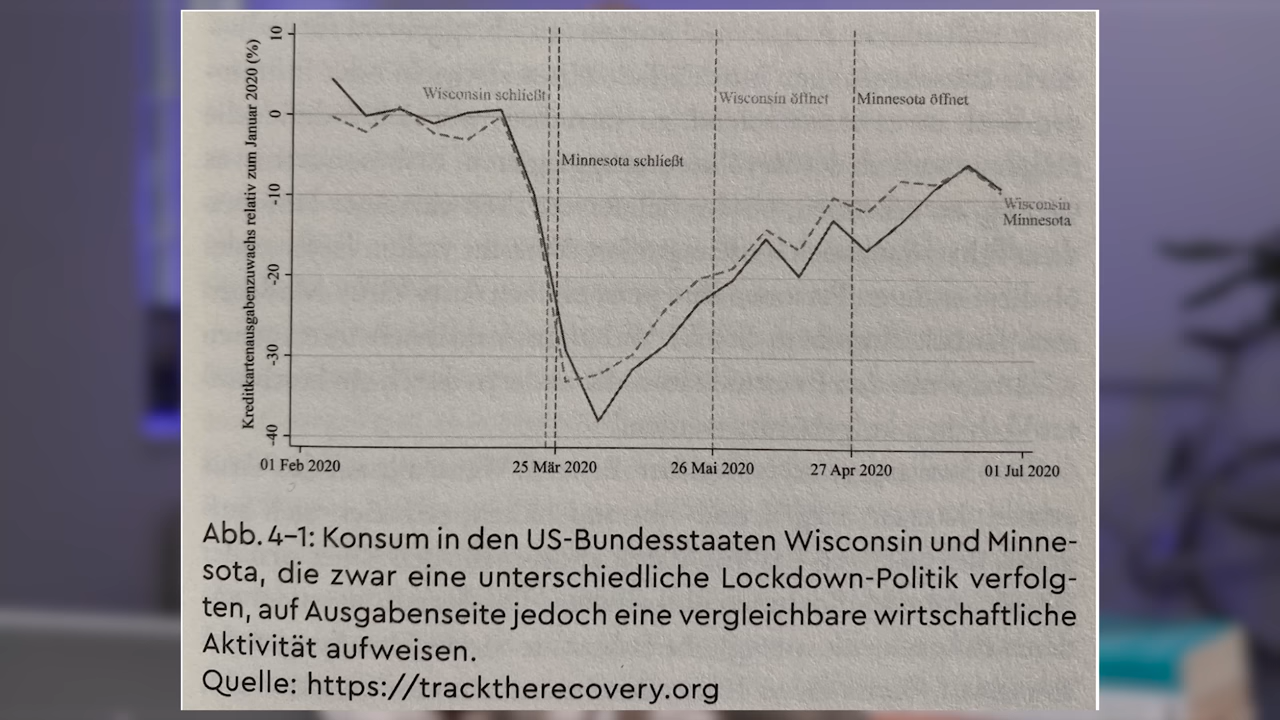 Kreditkartenausgabenzuwachs relativ zum Januar 2020 (%)
10
0
-10
-20
-30
-40
Wisconsin schließt
Minnesota schließt
Wisconsin öffnet
Minnesota öffnet
Wisconsin
Minnesota
01 Feb 2020
25 Mär 2020
26 Mai 2020
27 Apr 2020
01 Jul 2020
Abb. 4–1: Konsum in den US-Bundesstaaten Wisconsin und Minne-
sota, die zwar eine unterschiedliche Lockdown-Politik verfolg-
ten, auf Ausgabenseite jedoch eine vergleichbare wirtschaftliche
Aktivität aufweisen.
Quelle: https://tracktherecovery.org